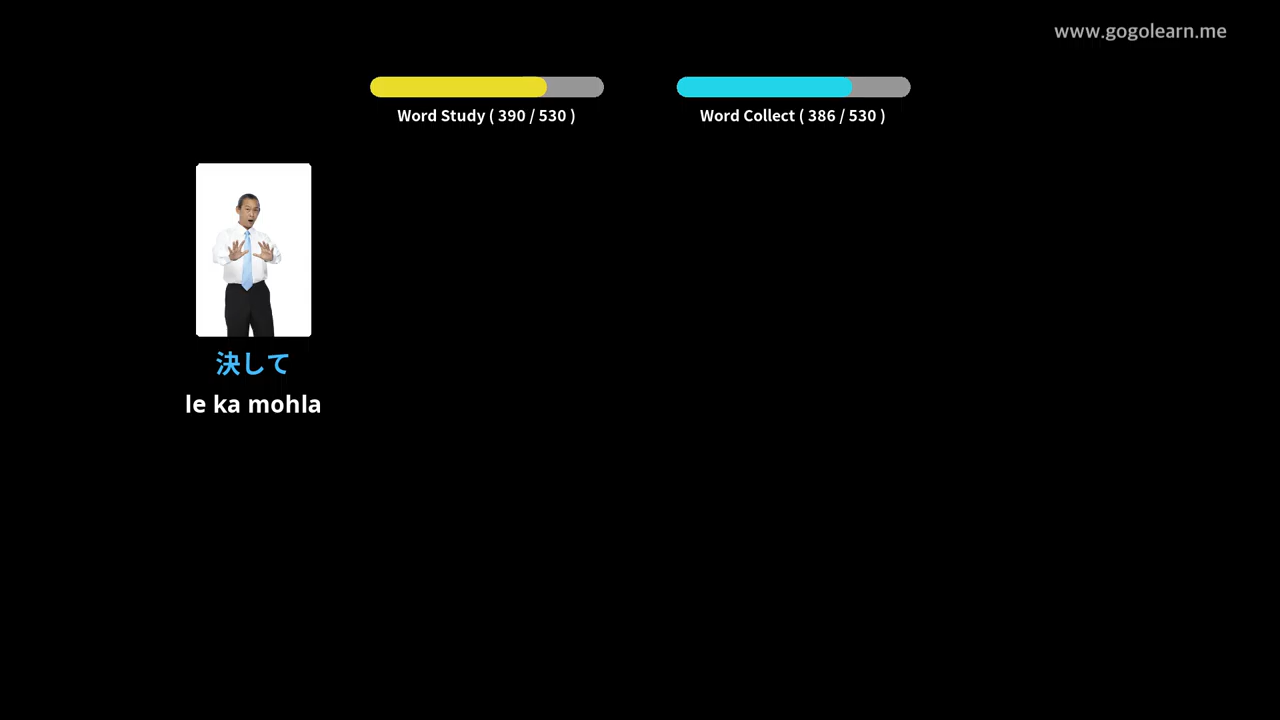 www.gogolearn.me
Word Study ( 390 / 530 )
Word Collect ( 386 / 530 )
決して
le ka mohla